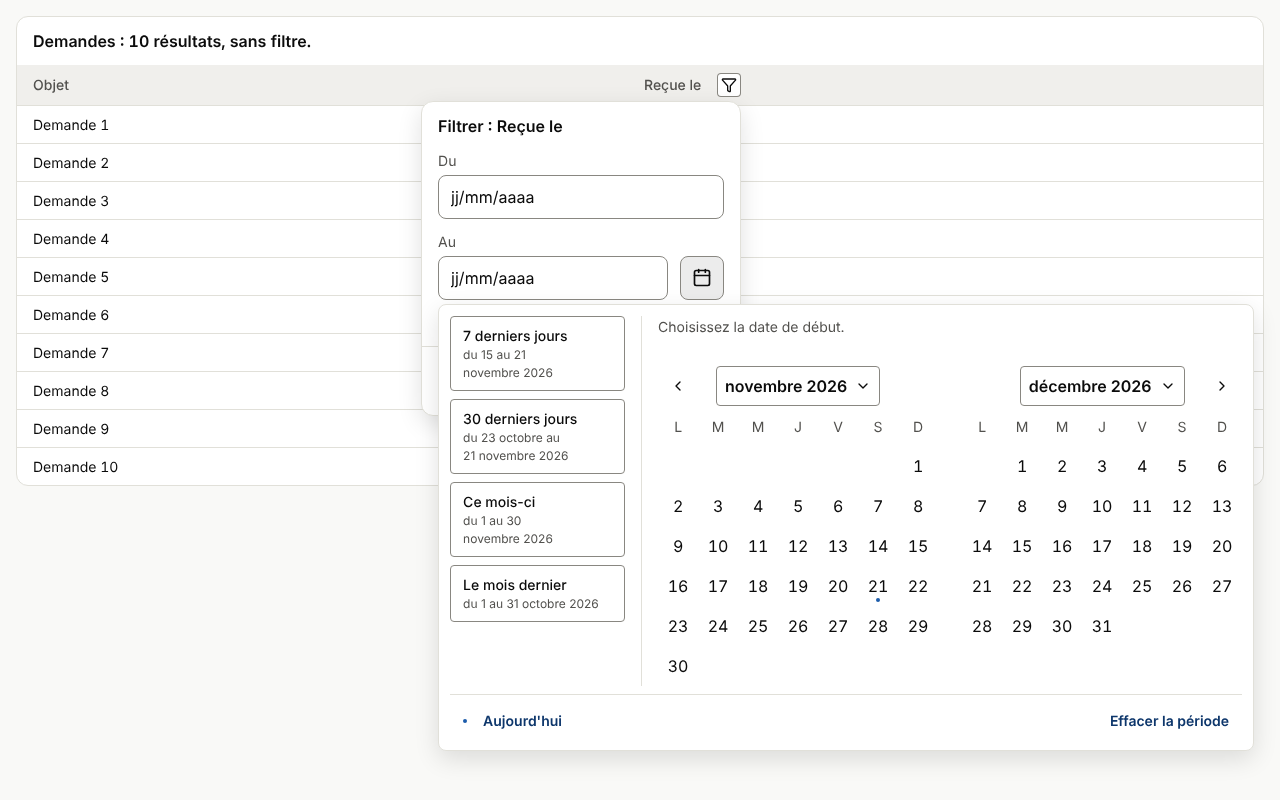 Demandes : 10 résultats, sans filtre.
Objet
Reçue le
Demande 1
Demande 2
Demande 3
Demande 4
Demande 5
Demande 6
Demande 7
Demande 8
Demande 9
Demande 10
Filtrer : Reçue le
Du
jj/mm/aaaa
Au
jj/mm/aaaa
7 derniers jours
du 15 au 21
novembre 2026
30 derniers jours
du 23 octobre au
21 novembre 2026
Ce mois-ci
du 1 au 30
novembre 2026
Le mois dernier
du 1 au 31 octobre 2026
Choisissez la date de début.
novembre 2026
L M M J V S D
1
2 3 4 5 6 7 8
9 10 11 12 13 14 15
16 17 18 19 20 21 22
23 24 25 26 27 28 29
30
décembre 2026
L M M J V S D
1 2 3 4 5 6
7 8 9 10 11 12 13
14 15 16 17 18 19 20
21 22 23 24 25 26 27
28 29 30 31
Aujourd'hui
Effacer la période